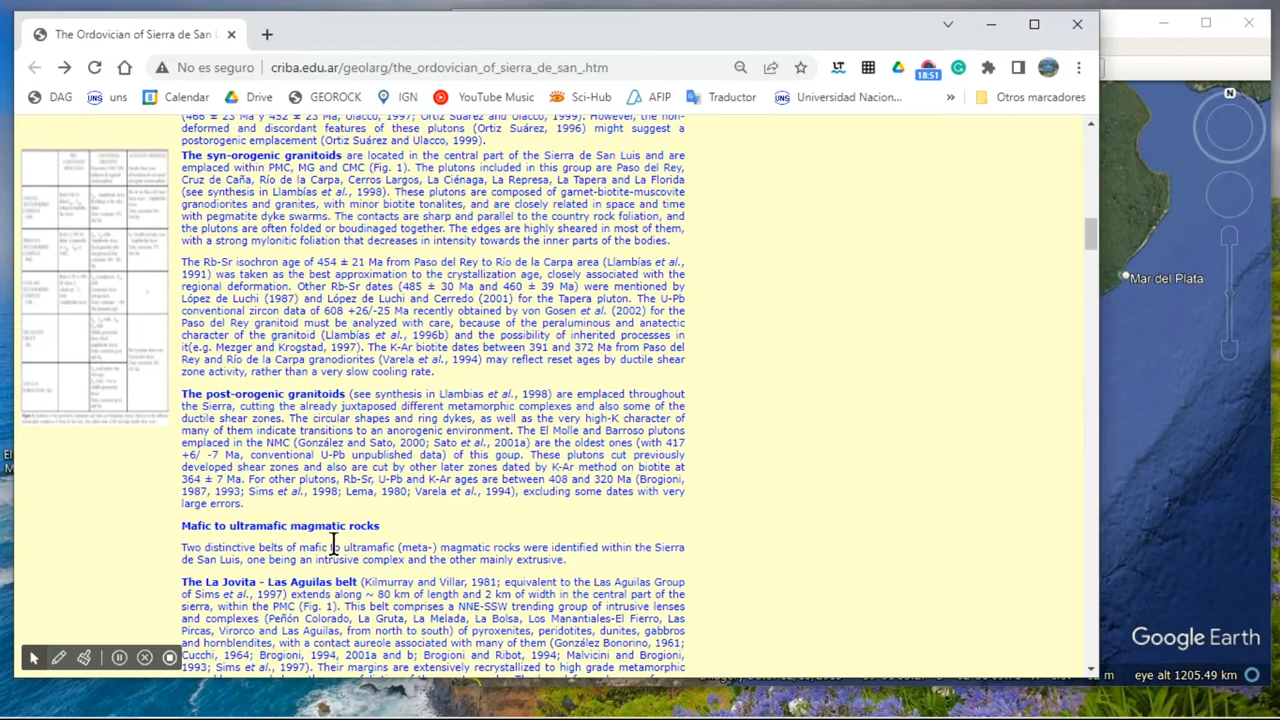 The Ordovician of Sierra de San L
No es seguro
criba.edu.ar/geolarg/the_ordovician_of_sierra_de_san_.htm
18:51
DAG
uns
Calendar
Drive
GEOROCK
IGN
YouTube Music
Sci-Hub
AFIP
Traductor
Universidad Nacion...
»
Otros marcadores
(466 ± 23 Ma y 452 ± 23 Ma, Ulacco, 1997; Ortiz Suárez and Ulacco, 1999). However, the non-
deformed and discordant features of these plutons (Ortiz Suárez, 1996) might suggest a
postorogenic emplacement (Ortiz Suárez and Ulacco, 1999).
The syn-orogenic granitoids are located in the central part of the Sierra de San Luis and are
emplaced within PMC, MG and CMC (Fig. 1). The plutons included in this group are Paso del Rey,
Cruz de Caña, Río de la Carpa, Cerros Largos, La Ciénaga, La Represa, La Tapera and La Florida
(see synthesis in Llambías et al., 1998). These plutons are composed of garnet-biotite-muscovite
granodiorites and granites, with minor biotite tonalites, and are closely related in space and time
with pegmatite dyke swarms. The contacts are sharp and parallel to the country rock foliation, and
the plutons are often folded or boudinaged together. The edges are highly sheared in most of them,
with a strong mylonitic foliation that decreases in intensity towards the inner parts of the bodies.
The Rb-Sr isochron age of 454 ± 21 Ma from Paso del Rey to Río de la Carpa area (Llambías et al.,
1991) was taken as the best approximation to the crystallization age, closely associated with the
regional deformation. Other Rb-Sr dates (485 ± 30 Ma and 460 ± 39 Ma) were mentioned by
López de Luchi (1987) and López de Luchi and Cerredo (2001) for the Tapera pluton. The U-Pb
conventional zircon data of 608 +26/-25 Ma recently obtained by von Gosen et al. (2002) for the
Paso del Rey granitoid must be analyzed with care, because of the peraluminous and anatectic
character of the granitoid (Llambías et al., 1996b) and the possibility of inherited processes in
it(e.g. Mezger and Krogstad, 1997). The K-Ar biotite dates between 391 and 372 Ma from Paso del
Rey and Río de la Carpa granodiorites (Varela et al., 1994) may reflect reset ages by ductile shear
zone activity, rather than a very slow cooling rate.
The post-orogenic granitoids (see synthesis in Llambias et al., 1998) are emplaced throughout
the Sierra, cutting the already juxtaposed different metamorphic complexes and also some of the
ductile shear zones. The circular shapes and ring dykes, as well as the very high-K character of
many of them indicate transitions to an anorogenic environment. The El Molle and Barroso plutons
emplaced in the NMC (González and Sato, 2000; Sato et al., 2001a) are the oldest ones (with 417
+6/ -7 Ma, conventional U-Pb unpublished data) of this goup. These plutons cut previously
developed shear zones and also are cut by other later zones dated by K-Ar method on biotite at
364 ± 7 Ma. For other plutons, Rb-Sr, U-Pb and K-Ar ages are between 408 and 320 Ma (Brogioni,
1987, 1993; Sims et al., 1998; Lema, 1980; Varela et al., 1994), excluding some dates with very
large errors.
Mafic to ultramafic magmatic rocks
Two distinctive belts of mafic to ultramafic (meta-) magmatic rocks were identified within the Sierra
de San Luis, one being an intrusive complex and the other mainly extrusive.
The La Jovita - Las Aguilas belt (Kilmurray and Villar, 1981; equivalent to the Las Aguilas Group
of Sims et al., 1997) extends along ~ 80 km of length and 2 km of width in the central part of the
sierra, within the PMC (Fig. 1). This belt comprises a NNE-SSW trending group of intrusive lenses
and complexes (Peñón Colorado, La Gruta, La Melada, La Bolsa, Los Manantiales-El Fierro, Las
Pircas, Virorco and Las Aguilas, from north to south) of pyroxenites, peridotites, dunites, gabbros
and hornblendites, with a contact aureole associated with many of them (González Bonorino, 1961;
Cucchi, 1964; Brogioni, 1994, 2001a and b; Brogioni and Ribot, 1994; Malvicini and Brogioni,
1993; Sims et al., 1997). Their margins are extensively recrystallized to high grade metamorphic
N
Mar del Plata
Google Earth
eye alt 1205.49 km